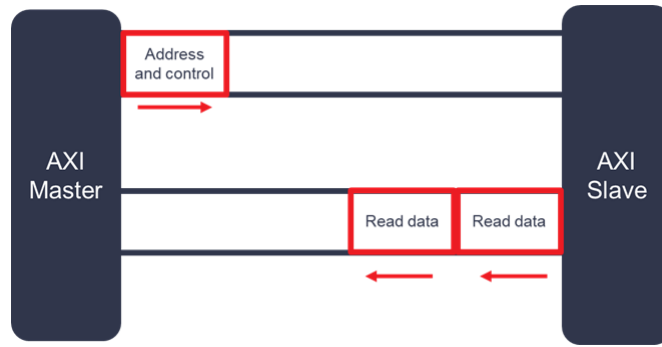 Address
and control
AXI
Master
AXI
Slave
Read data
Read data